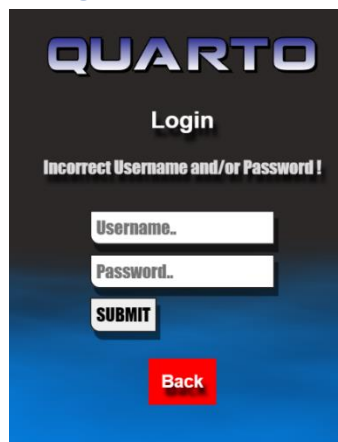 QUARTO
Login
Incorrect Username and/or Password !
Username..
Password..
SUBMIT
Back